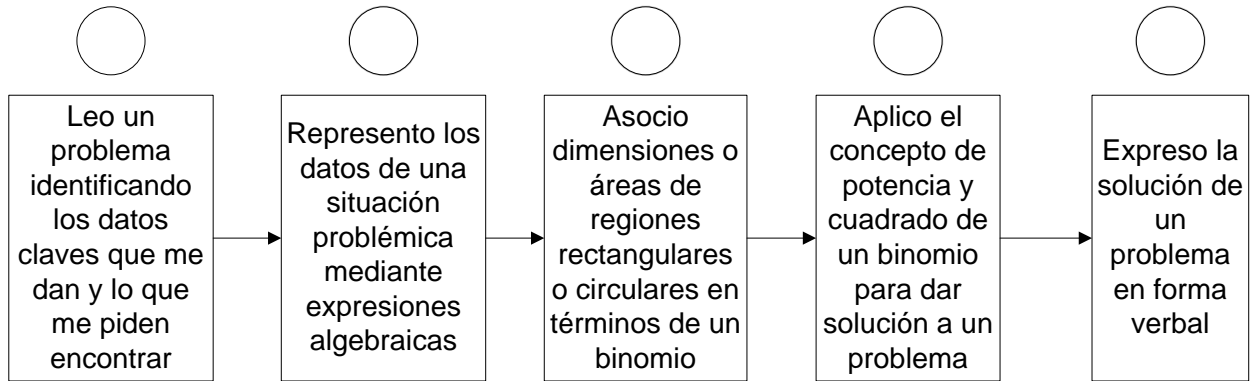 Leo un
problema
identificando
los datos
claves que me
dan y lo que
me piden
encontrar
Represento los
datos de una
situación
problémica
mediante
expresiones
algebraicas
Asocio
dimensiones o
áreas de
regiones
rectangulares
o circulares en
términos de un
binomio
Aplico el
concepto de
potencia y
cuadrado de
un binomio
para dar
solución a un
problema
Expreso la
solución de
un
problema
en forma
verbal